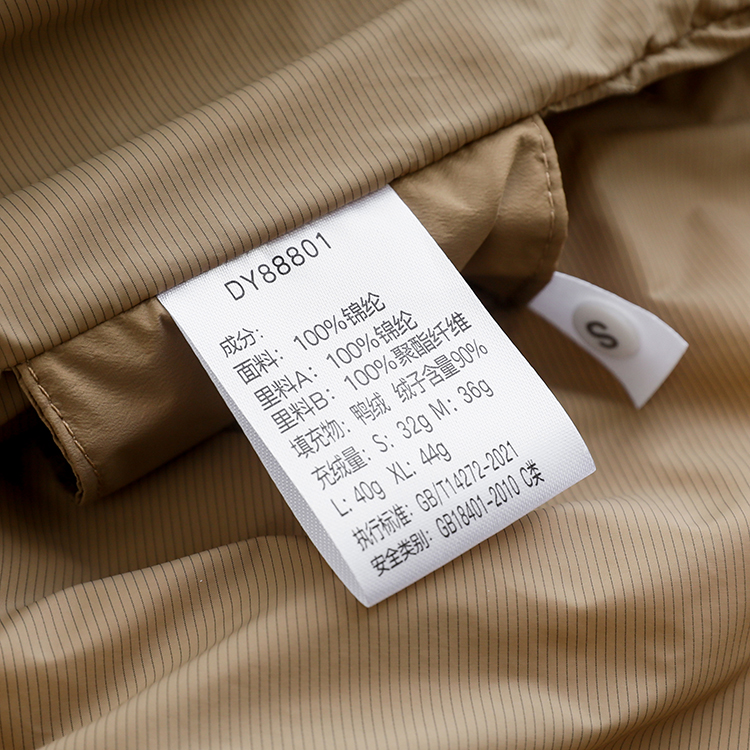 DY88801
成分:
面料: 100%锦纶
里料A: 100%锦纶
里料B: 100%聚酯纤维
填充物: 鸭绒 绒子含量90%
充绒量: S: 32g M: 36g
L: 40g XL: 44g
执行标准: GB/T14272-2021
安全类别: GB18401-2010 C类
S